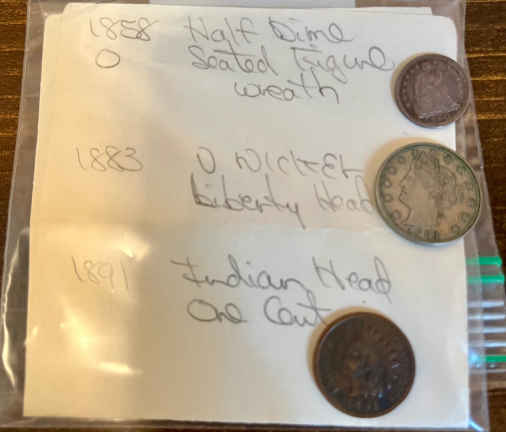 1858 Half Dime
O Seated Figure
wreath
1883 V NICKEL
Liberty Head
1891 Indian Head
One Cent